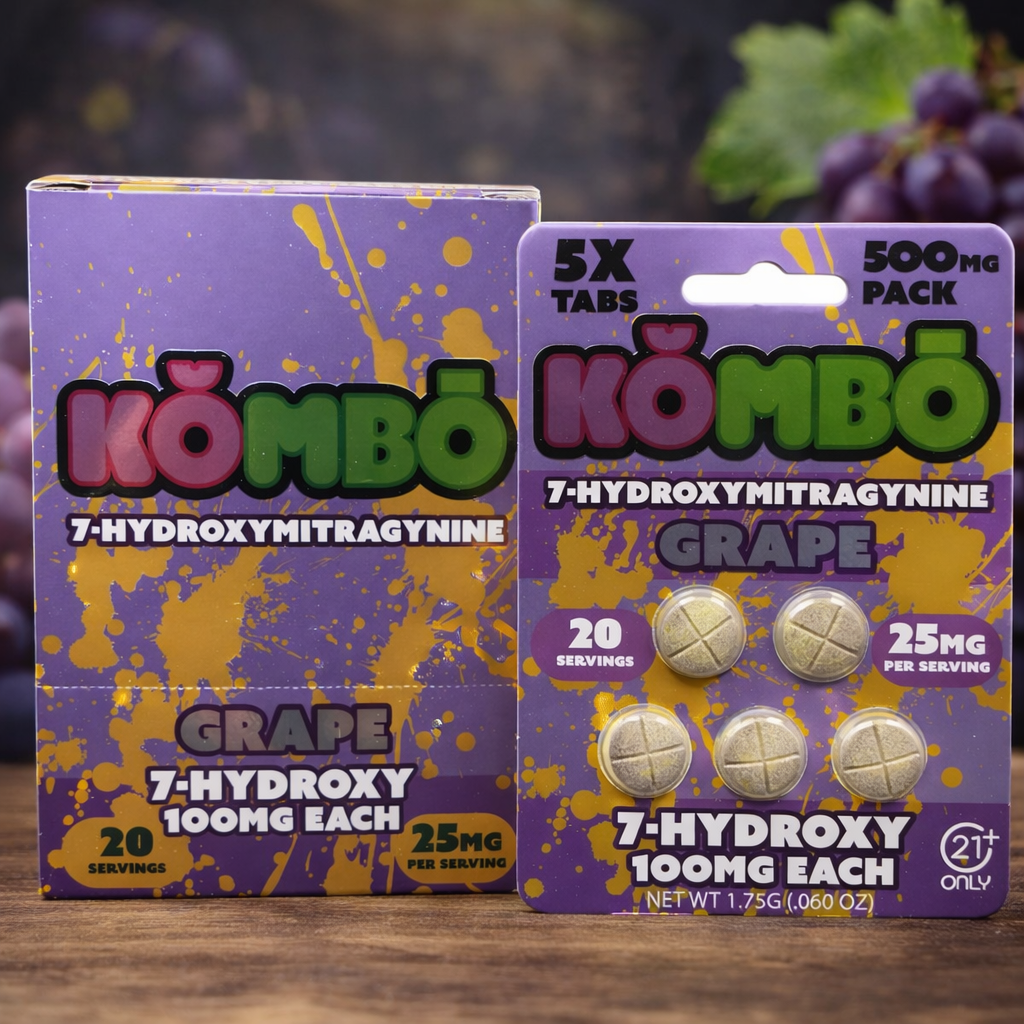 KŎMBŌ
7-HYDROXYMITRAGYNINE
GRAPE
7-HYDROXY
100MG EACH
20
SERVINGS
25MG
PER SERVING
5X
TABS
500MG
PACK
KŎMBŌ
7-HYDROXYMITRAGYNINE
GRAPE
20
SERVINGS
25MG
PER SERVING
7-HYDROXY
100MG EACH
NET WT 1.75G (.060 OZ)
21+
ONLY